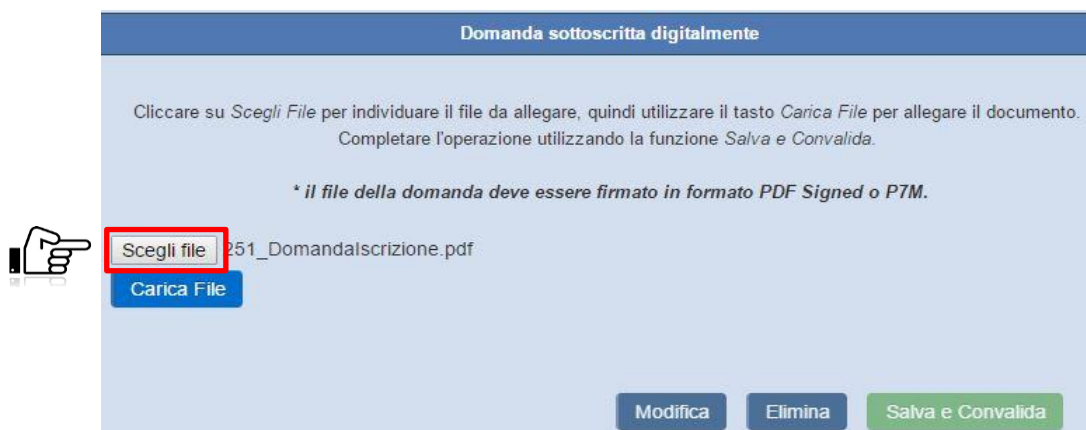 Domanda sottoscritta digitalmente
Cliccare su Scegli File per individuare il file da allegare, quindi utilizzare il tasto Carica File per allegare il documento.
Completare l'operazione utilizzando la funzione Salva e Convalida.
* il file della domanda deve essere firmato in formato PDF Signed o P7M.
Scegli file 251_DomandaIscrizione.pdf
Carica File
Modifica Elimina Salva e Convalida